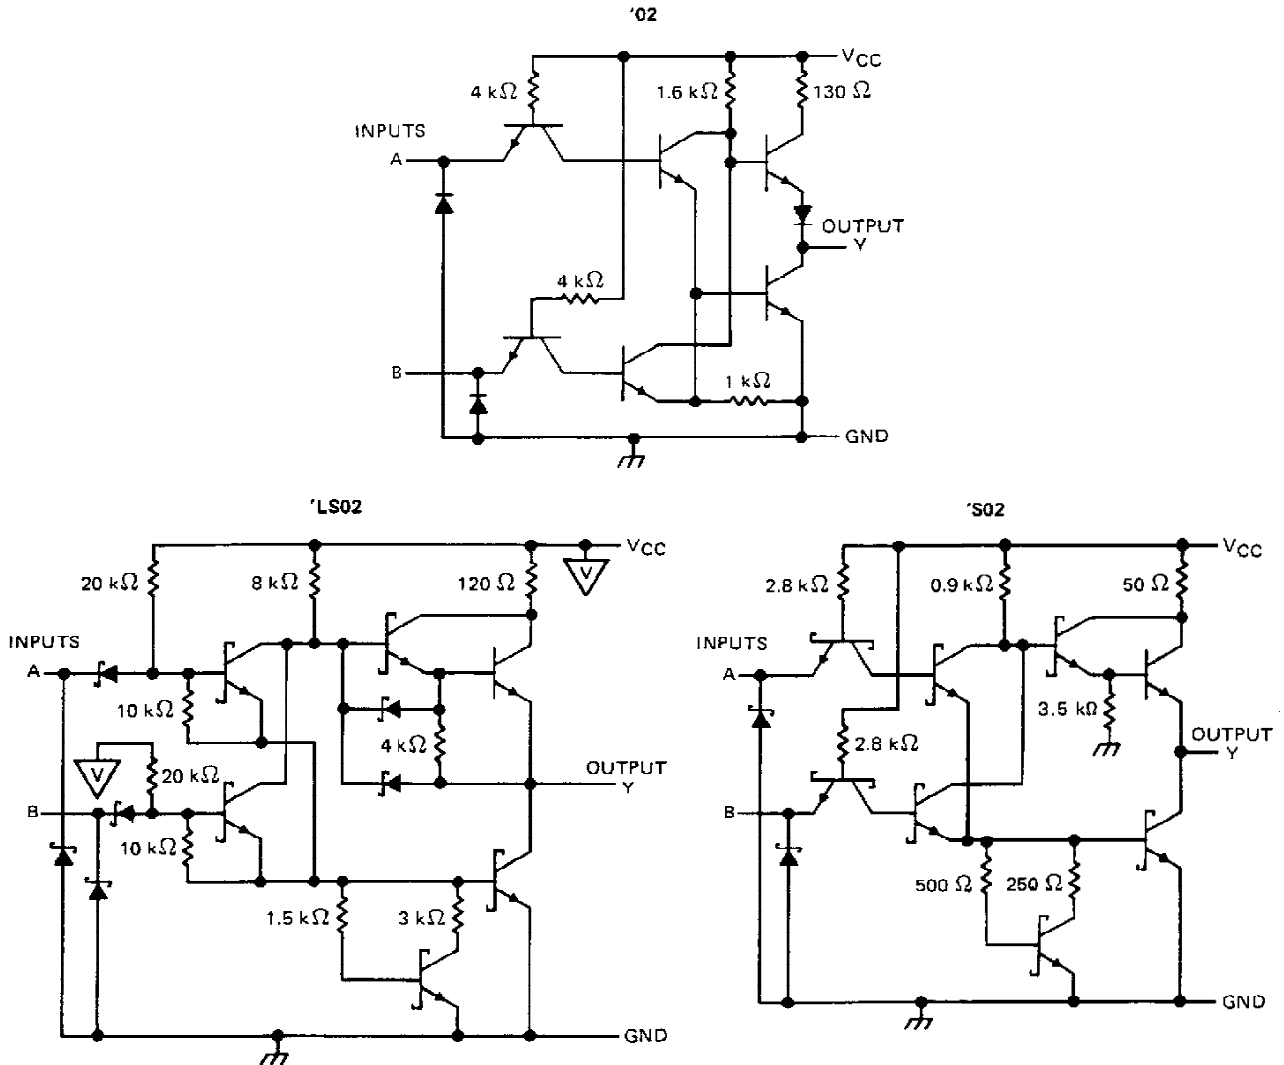 '02
VCC
4 kΩ
1.6 kΩ
130 Ω
INPUTS
A
OUTPUT
Y
4 kΩ
B
1 kΩ
GND
'LS02
VCC
V
20 kΩ
8 kΩ
120 Ω
INPUTS
A
10 kΩ
4 kΩ
V
20 kΩ
OUTPUT
Y
B
10 kΩ
1.5 kΩ
3 kΩ
GND
'S02
VCC
2.8 kΩ
0.9 kΩ
50 Ω
INPUTS
A
3.5 kΩ
2.8 kΩ
OUTPUT
Y
B
500 Ω
250 Ω
GND